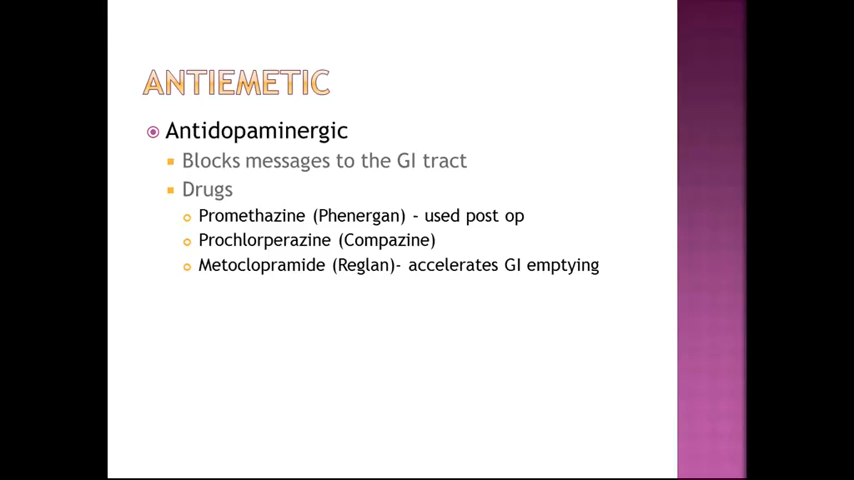 ANTIEMETIC
Antidopaminergic
Blocks messages to the GI tract
Drugs
Promethazine (Phenergan) - used post op
Prochlorperazine (Compazine)
Metoclopramide (Reglan)- accelerates GI emptying